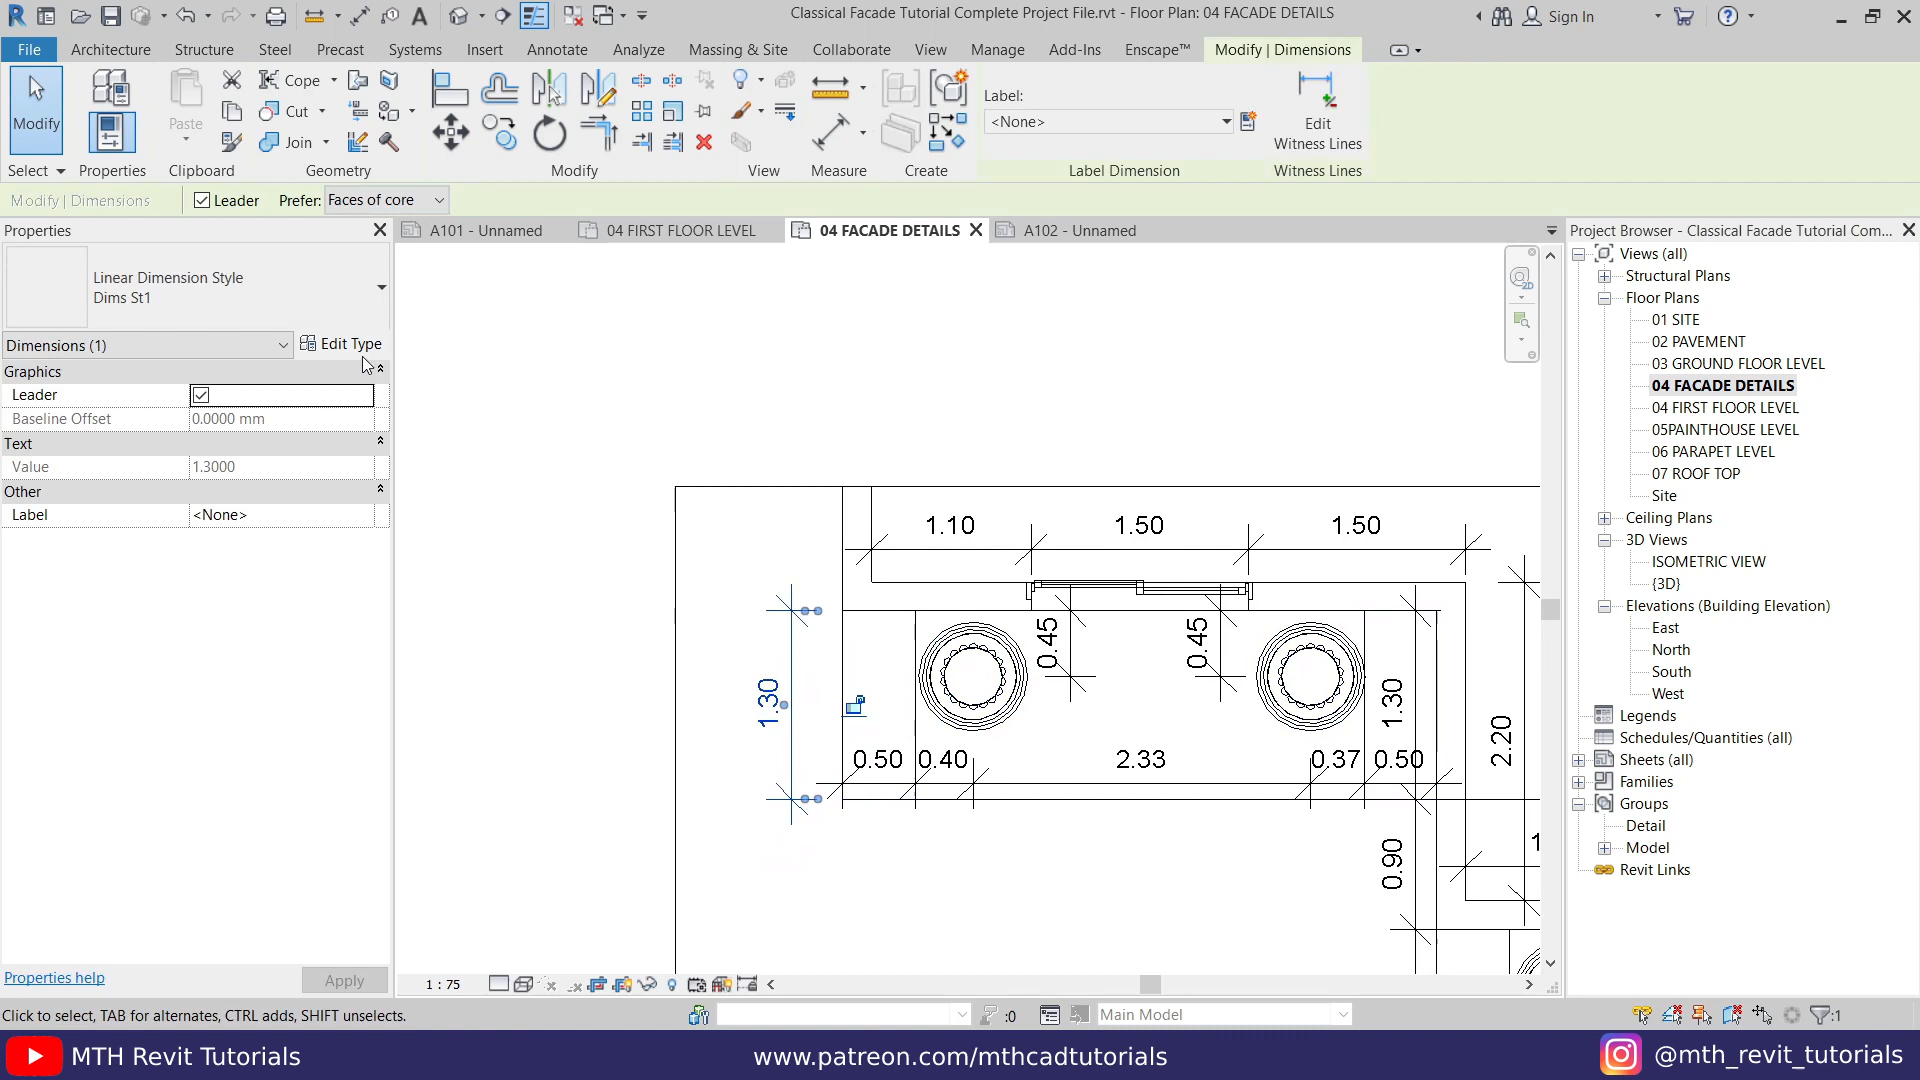 Classical Facade Tutorial Complete Project File.rvt - Floor Plan: 04 FACADE DETAILS
Sign In
File Architecture Structure Steel Precast Systems Insert Annotate Analyze Massing & Site Collaborate View Manage Add-Ins Enscape™ Modify | Dimensions
Modify
Paste
Cope
Cut
Join
Label:
<None>
Edit
Witness Lines
Select Properties Clipboard Geometry Modify View Measure Create Label Dimension Witness Lines
Modify | Dimensions Leader Prefer: Faces of core
Properties
Linear Dimension Style
Dims St1
Dimensions (1) Edit Type
Graphics
Leader
Baseline Offset 0.0000 mm
Text
Value 1.3000
Other
Label <None>
Properties help Apply
A101 - Unnamed 04 FIRST FLOOR LEVEL 04 FACADE DETAILS A102 - Unnamed
2D
1.10 1.50 1.50
0.45 0.45
1.30 1.30
2.20
0.50 0.40 2.33 0.37 0.50
0.90
1
1 : 75
Project Browser - Classical Facade Tutorial Com...
Views (all)
Structural Plans
Floor Plans
01 SITE
02 PAVEMENT
03 GROUND FLOOR LEVEL
04 FACADE DETAILS
04 FIRST FLOOR LEVEL
05PAINTHOUSE LEVEL
06 PARAPET LEVEL
07 ROOF TOP
Site
Ceiling Plans
3D Views
ISOMETRIC VIEW
{3D}
Elevations (Building Elevation)
East
North
South
West
Legends
Schedules/Quantities (all)
Sheets (all)
Families
Groups
Detail
Model
Revit Links
Click to select, TAB for alternates, CTRL adds, SHIFT unselects.
:0
Main Model
:1
MTH Revit Tutorials
www.patreon.com/mthcadtutorials
@mth_revit_tutorials